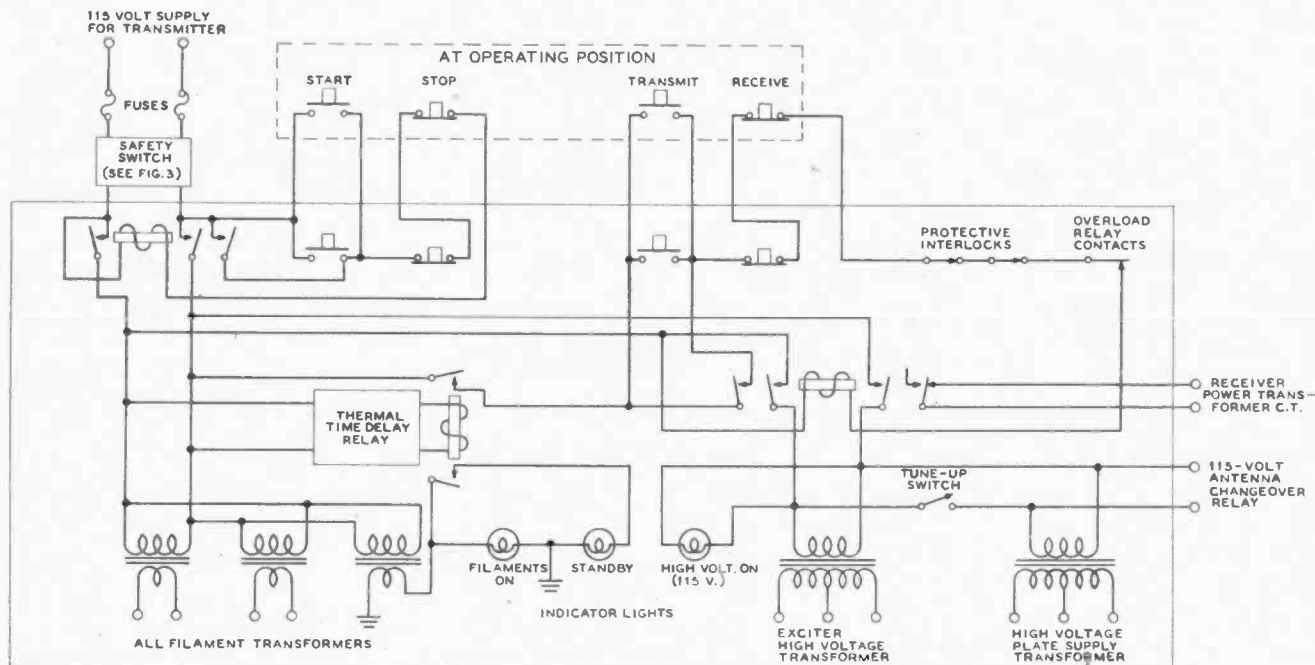 115 VOLT SUPPLY
FOR TRANSMITTER
FUSES
SAFETY
SWITCH
(SEE FIG. 3)
AT OPERATING POSITION
START
STOP
TRANSMIT
RECEIVE
PROTECTIVE
INTERLOCKS
OVERLOAD
RELAY
CONTACTS
THERMAL
TIME DELAY
RELAY
RECEIVER
POWER TRANS-
FORMER C.T.
TUNE-UP
SWITCH
115-VOLT
ANTENNA
CHANGEOVER
RELAY
FILAMENTS
ON
STANDBY
HIGH VOLT. ON
(115 V.)
INDICATOR LIGHTS
ALL FILAMENT TRANSFORMERS
EXCITER
HIGH VOLTAGE
TRANSFORMER
HIGH VOLTAGE
PLATE SUPPLY
TRANSFORMER